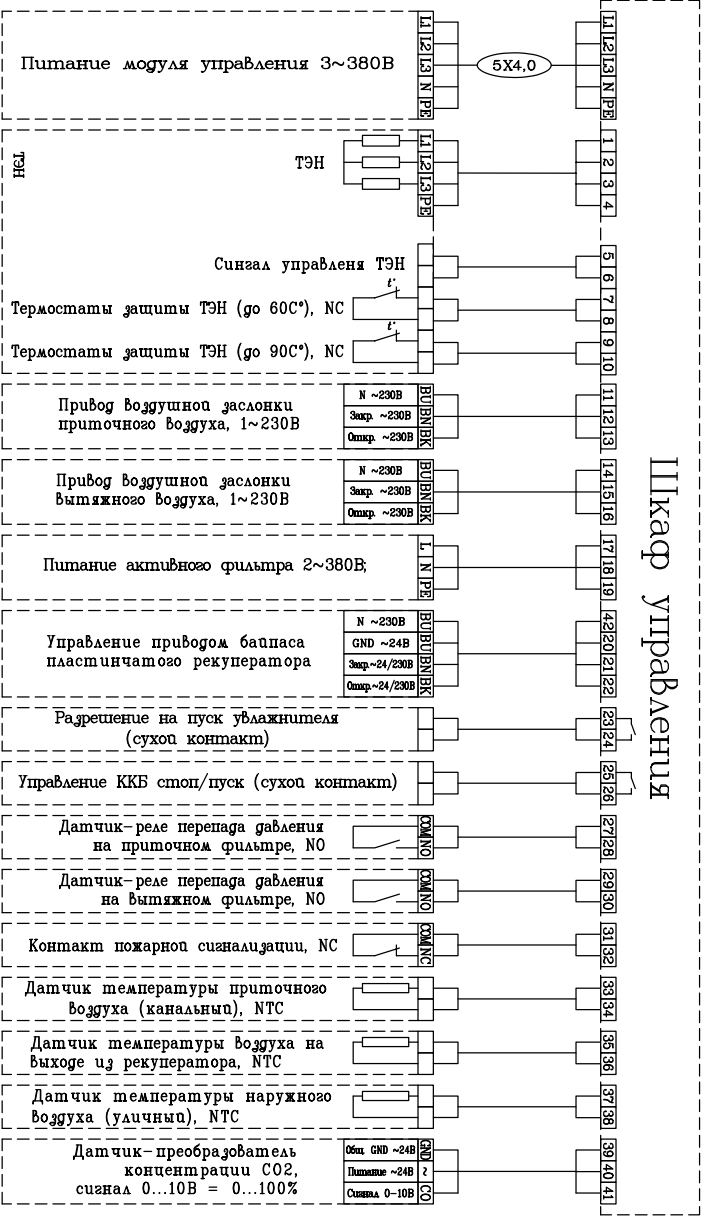 Питание модуля управления 3~380В
L1
L2
L3
N
PE
5X4,0
L1
L2
L3
N
PE
ТЭН
ТЭН
L1
L2
L3
PE
1
2
3
4
Сингал управленя ТЭН
5
6
Термостаты защиты ТЭН (до 60С°), NC
t°
7
8
Термостаты защиты ТЭН (до 90С°), NC
t°
9
10
Привод воздушной заслонки
приточного воздуха, 1~230В
N ~230В
Закр. ~230В
Откр. ~230В
BU
BN
BK
11
12
13
Привод воздушной заслонки
вытяжного воздуха, 1~230В
N ~230В
Закр. ~230В
Откр. ~230В
BU
BN
BK
14
15
16
Питание активного фильтра 2~380В;
L
N
PE
17
18
19
Управление приводом байпаса
пластинчатого рекуператора
N ~230В
GND ~24В
Закр.~24/230В
Откр.~24/230В
BU
BU
BN
BK
42
20
21
22
Разрешение на пуск увлажнителя
(сухой контакт)
23
24
Управление ККБ стоп/пуск (сухой контакт)
25
26
Датчик-реле перепада давления
на приточном фильтре, NO
COM
NO
27
28
Датчик-реле перепада давления
на вытяжном фильтре, NO
COM
NO
29
30
Контакт пожарной сигнализации, NC
COM
NC
31
32
Датчик температуры приточного
воздуха (канальный), NTC
33
34
Датчик температуры воздуха на
выходе из рекуператора, NTC
35
36
Датчик температуры наружного
воздуха (уличный), NTC
37
38
Датчик-преобразователь
концентрации СО2,
сигнал 0...10В = 0...100%
Общ. GND ~24В
Питание ~24В
Сигнал 0-10В
GND
~
CO
39
40
41
Шкаф управления